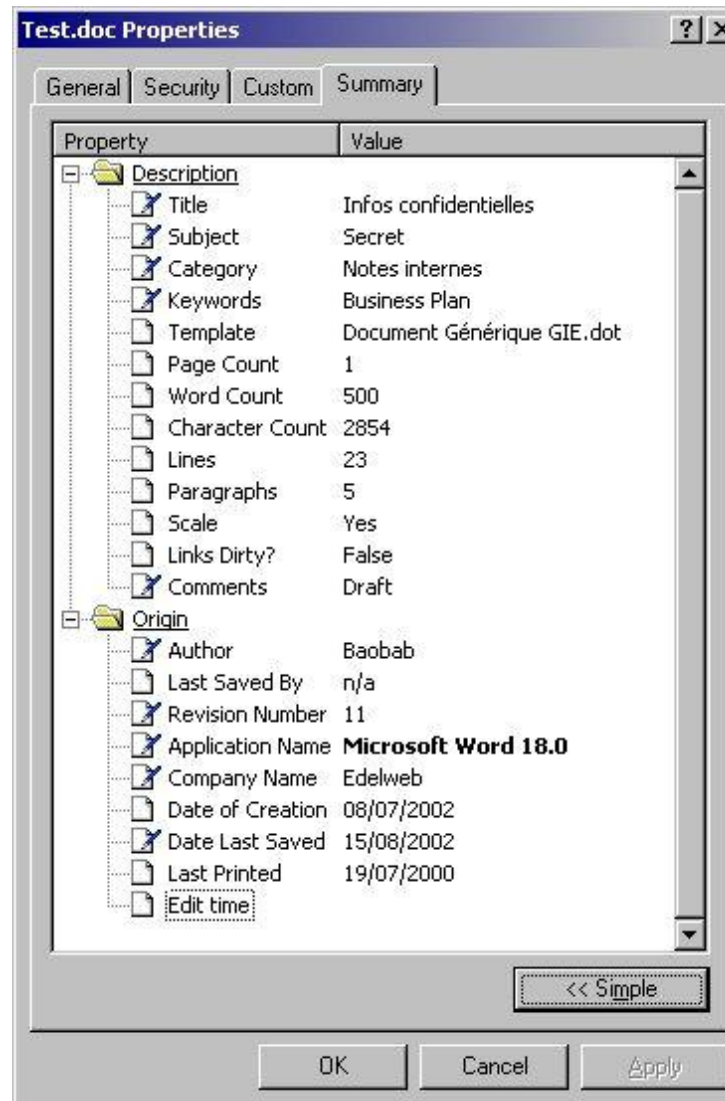 Test.doc Properties
General Security Custom Summary
Property Value
Description
Title Infos confidentielles
Subject Secret
Category Notes internes
Keywords Business Plan
Template Document Générique GIE.dot
Page Count 1
Word Count 500
Character Count 2854
Lines 23
Paragraphs 5
Scale Yes
Links Dirty? False
Comments Draft
Origin
Author Baobab
Last Saved By n/a
Revision Number 11
Application Name Microsoft Word 18.0
Company Name Edelweb
Date of Creation 08/07/2002
Date Last Saved 15/08/2002
Last Printed 19/07/2000
Edit time
<< Simple
OK Cancel Apply